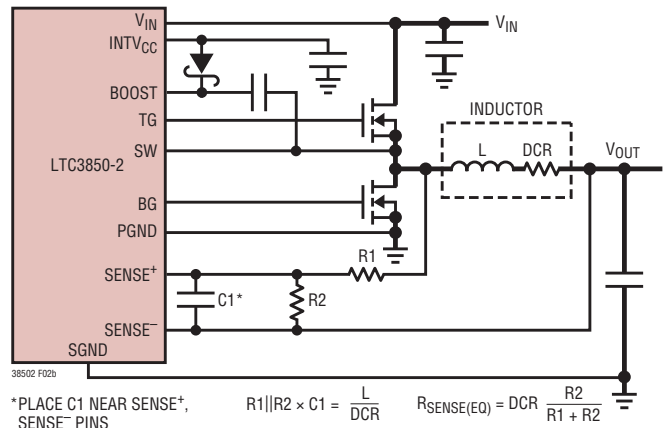 V_IN
INTV_CC
BOOST
TG
SW
LTC3850-2
BG
PGND
SENSE+
SENSE–
SGND
V_IN
INDUCTOR
L DCR
V_OUT
R1
C1*
R2
38502 F02b
*PLACE C1 NEAR SENSE+,
SENSE– PINS
R1||R2 × C1 = L/DCR
R_SENSE(EQ) = DCR R2/(R1 + R2)